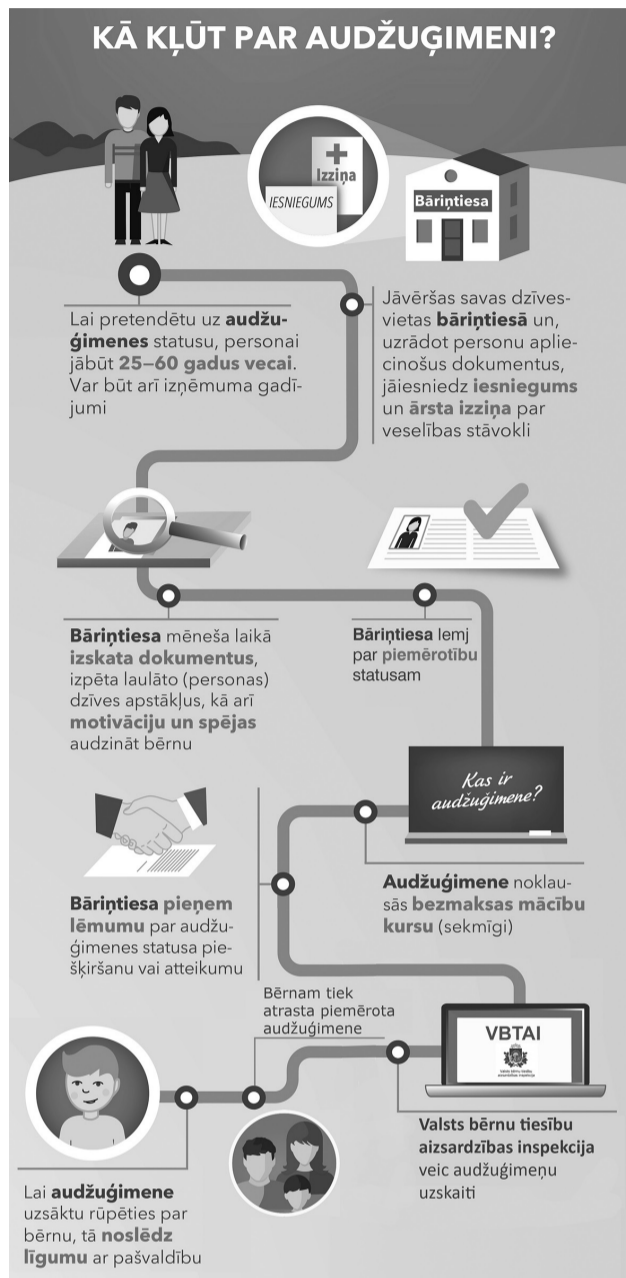 KĀ KĻŪT PAR AUDŽUĢIMENI?
Izziņa
IESNIEGUMS
Bāriņtiesa
Lai pretendētu uz audžu-
ģimenes statusu, personai
jābūt 25–60 gadus vecai.
Var būt arī izņēmuma gadī-
jumi
Jāvēršas savas dzīves-
vietas bāriņtiesā un,
uzrādot personu aplie-
cinošus dokumentus,
jāiesniedz iesniegums
un ārsta izziņa par
veselības stāvokli
Bāriņtiesa mēneša laikā
izskata dokumentus,
izpēta laulāto (personas)
dzīves apstākļus, kā arī
motivāciju un spējas
audzināt bērnu
Bāriņtiesa lemj
par piemērotību
statusam
Kas ir
audžuģimene?
Audžuģimene noklau-
sās bezmaksas mācību
kursu (sekmīgi)
Bāriņtiesa pieņem
lēmumu par audžu-
ģimenes statusa pie-
šķiršanu vai atteikumu
VBTAI
Valsts bērnu tiesību
aizsardzības inspekcija
Valsts bērnu tiesību
aizsardzības inspekcija
veic audžuģimeņu
uzskaiti
Bērnam tiek
atrasta piemērota
audžuģimene
Lai audžuģimene
uzsāktu rūpēties par
bērnu, tā noslēdz
līgumu ar pašvaldību